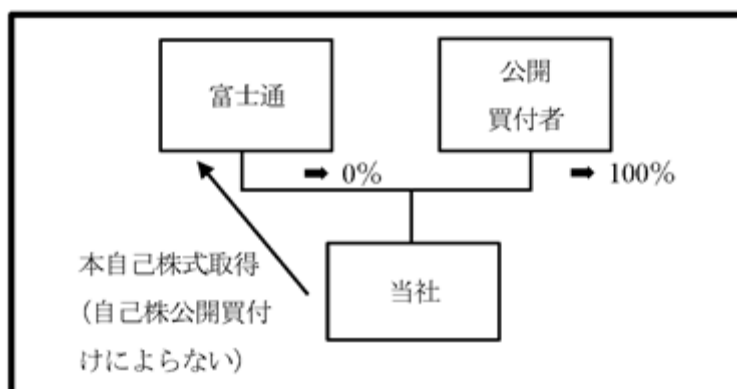 富士通
公開
買付者
➡ 0%
➡ 100%
本自己株式取得
（自己株公開買付
けによらない）
当社